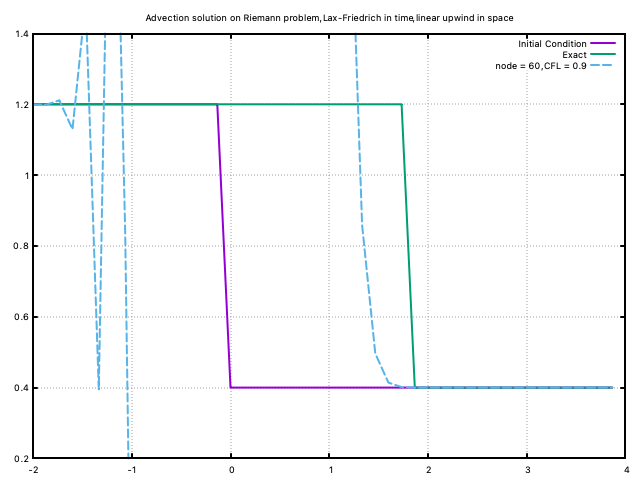 Advection solution on Riemann problem,Lax-Friedrich in time,linear upwind in space
Initial Condition
Exact
node = 60,CFL = 0.9
1.4
1.2
1
0.8
0.6
0.4
0.2
-2 -1 0 1 2 3 4